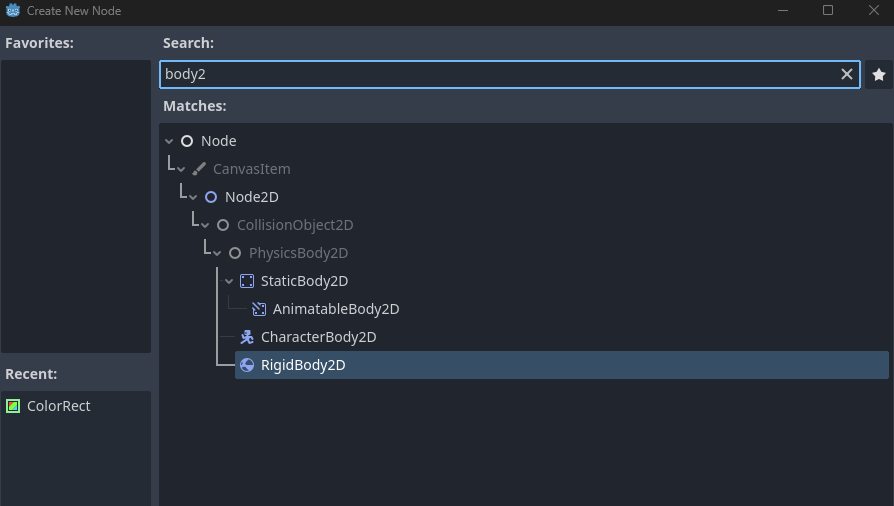 Create New Node
Favorites:
Search:
body2
Matches:
Node
CanvasItem
Node2D
CollisionObject2D
PhysicsBody2D
StaticBody2D
AnimatableBody2D
CharacterBody2D
RigidBody2D
Recent:
ColorRect